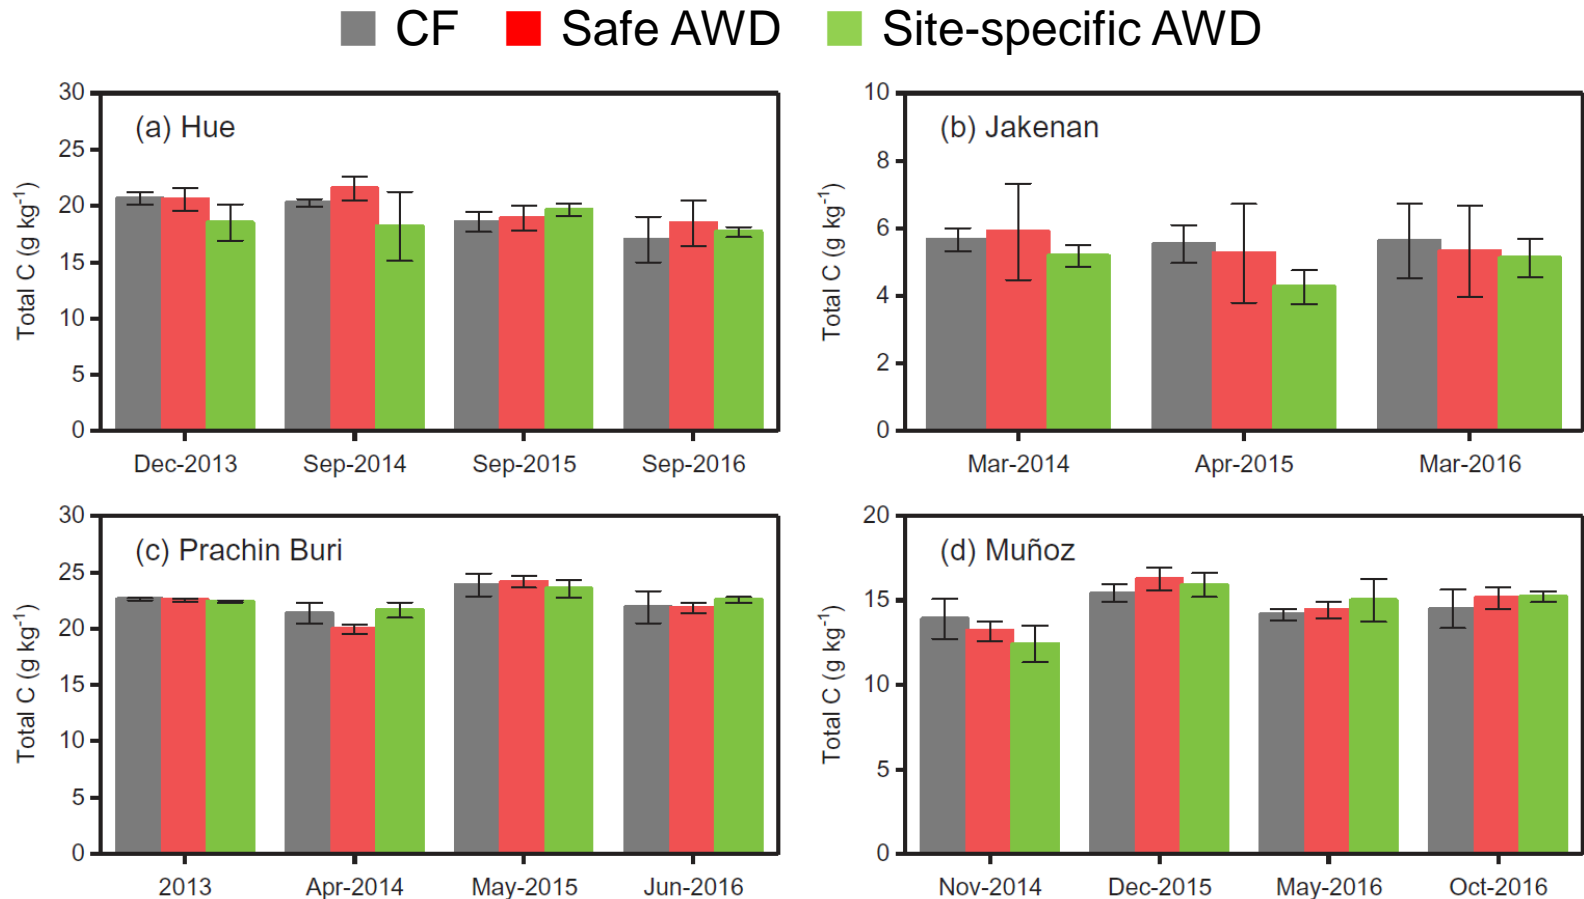 CF Safe AWD Site-specific AWD
(a) Hue
Total C (g kg⁻¹)
30
25
20
15
10
5
0
Dec-2013 Sep-2014 Sep-2015 Sep-2016
(b) Jakenan
Total C (g kg⁻¹)
10
8
6
4
2
0
Mar-2014 Apr-2015 Mar-2016
(c) Prachin Buri
Total C (g kg⁻¹)
30
25
20
15
10
5
0
2013 Apr-2014 May-2015 Jun-2016
(d) Muñoz
Total C (g kg⁻¹)
20
15
10
5
0
Nov-2014 Dec-2015 May-2016 Oct-2016